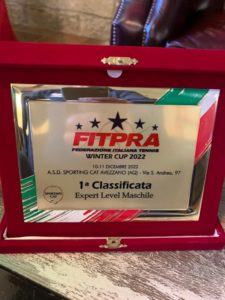 FITPRA
FEDERAZIONE ITALIANA TENNIS
WINTER CUP 2022
10.11 DICEMBRE 2022
A.S.D. SPORTING CAT AVEZZANO (AQ) - Via S. Andrea, 97
1ª Classificata
Expert Level Maschile